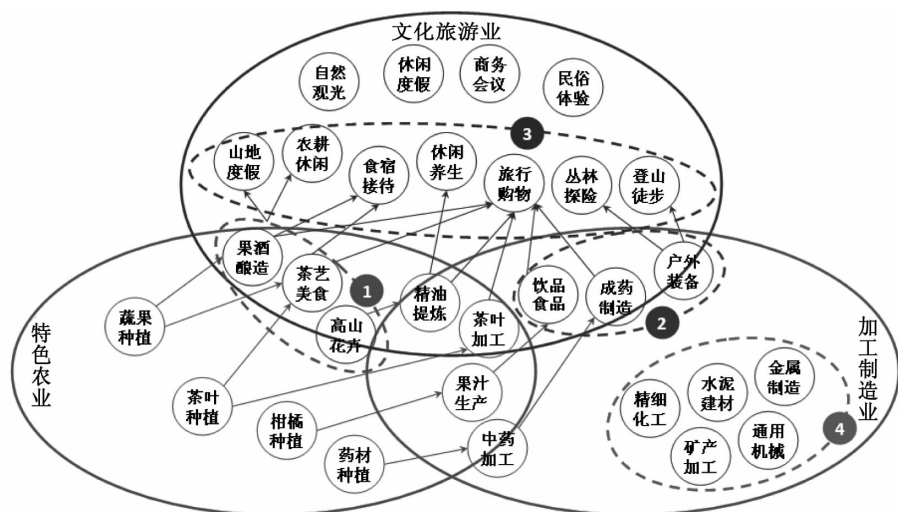 文化旅游业
自然
观光
休闲
度假
商务
会议
民俗
体验
3
山地
度假
农耕
休闲
食宿
接待
休闲
养生
旅行
购物
丛林
探险
登山
徒步
果酒
酿造
茶艺
美食
高山
花卉
1
精油
提炼
茶叶
加工
饮品
食品
成药
制造
户外
装备
2
特色农业
蔬果
种植
茶叶
种植
柑橘
种植
药材
种植
果汁
生产
中药
加工
加工制造业
精细
化工
水泥
建材
金属
制造
矿产
加工
通用
机械
4